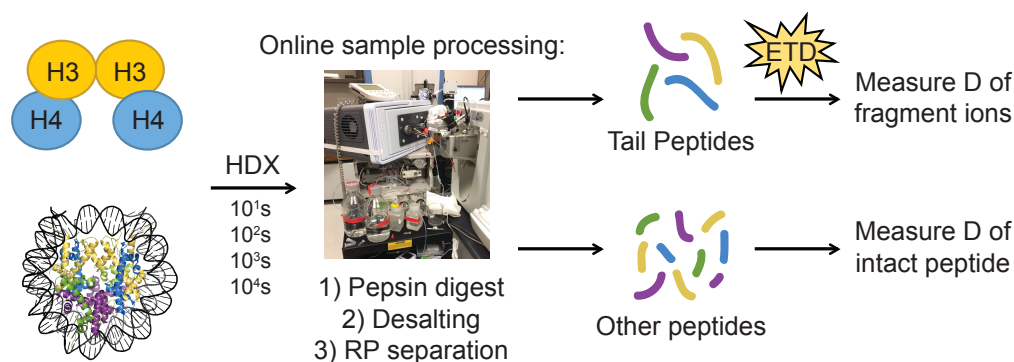 H3 H3
H4 H4
HDX
10¹s
10²s
10³s
10⁴s
Online sample processing:
1) Pepsin digest
2) Desalting
3) RP separation
Tail Peptides
ETD
Measure D of
fragment ions
Other peptides
Measure D of
intact peptide